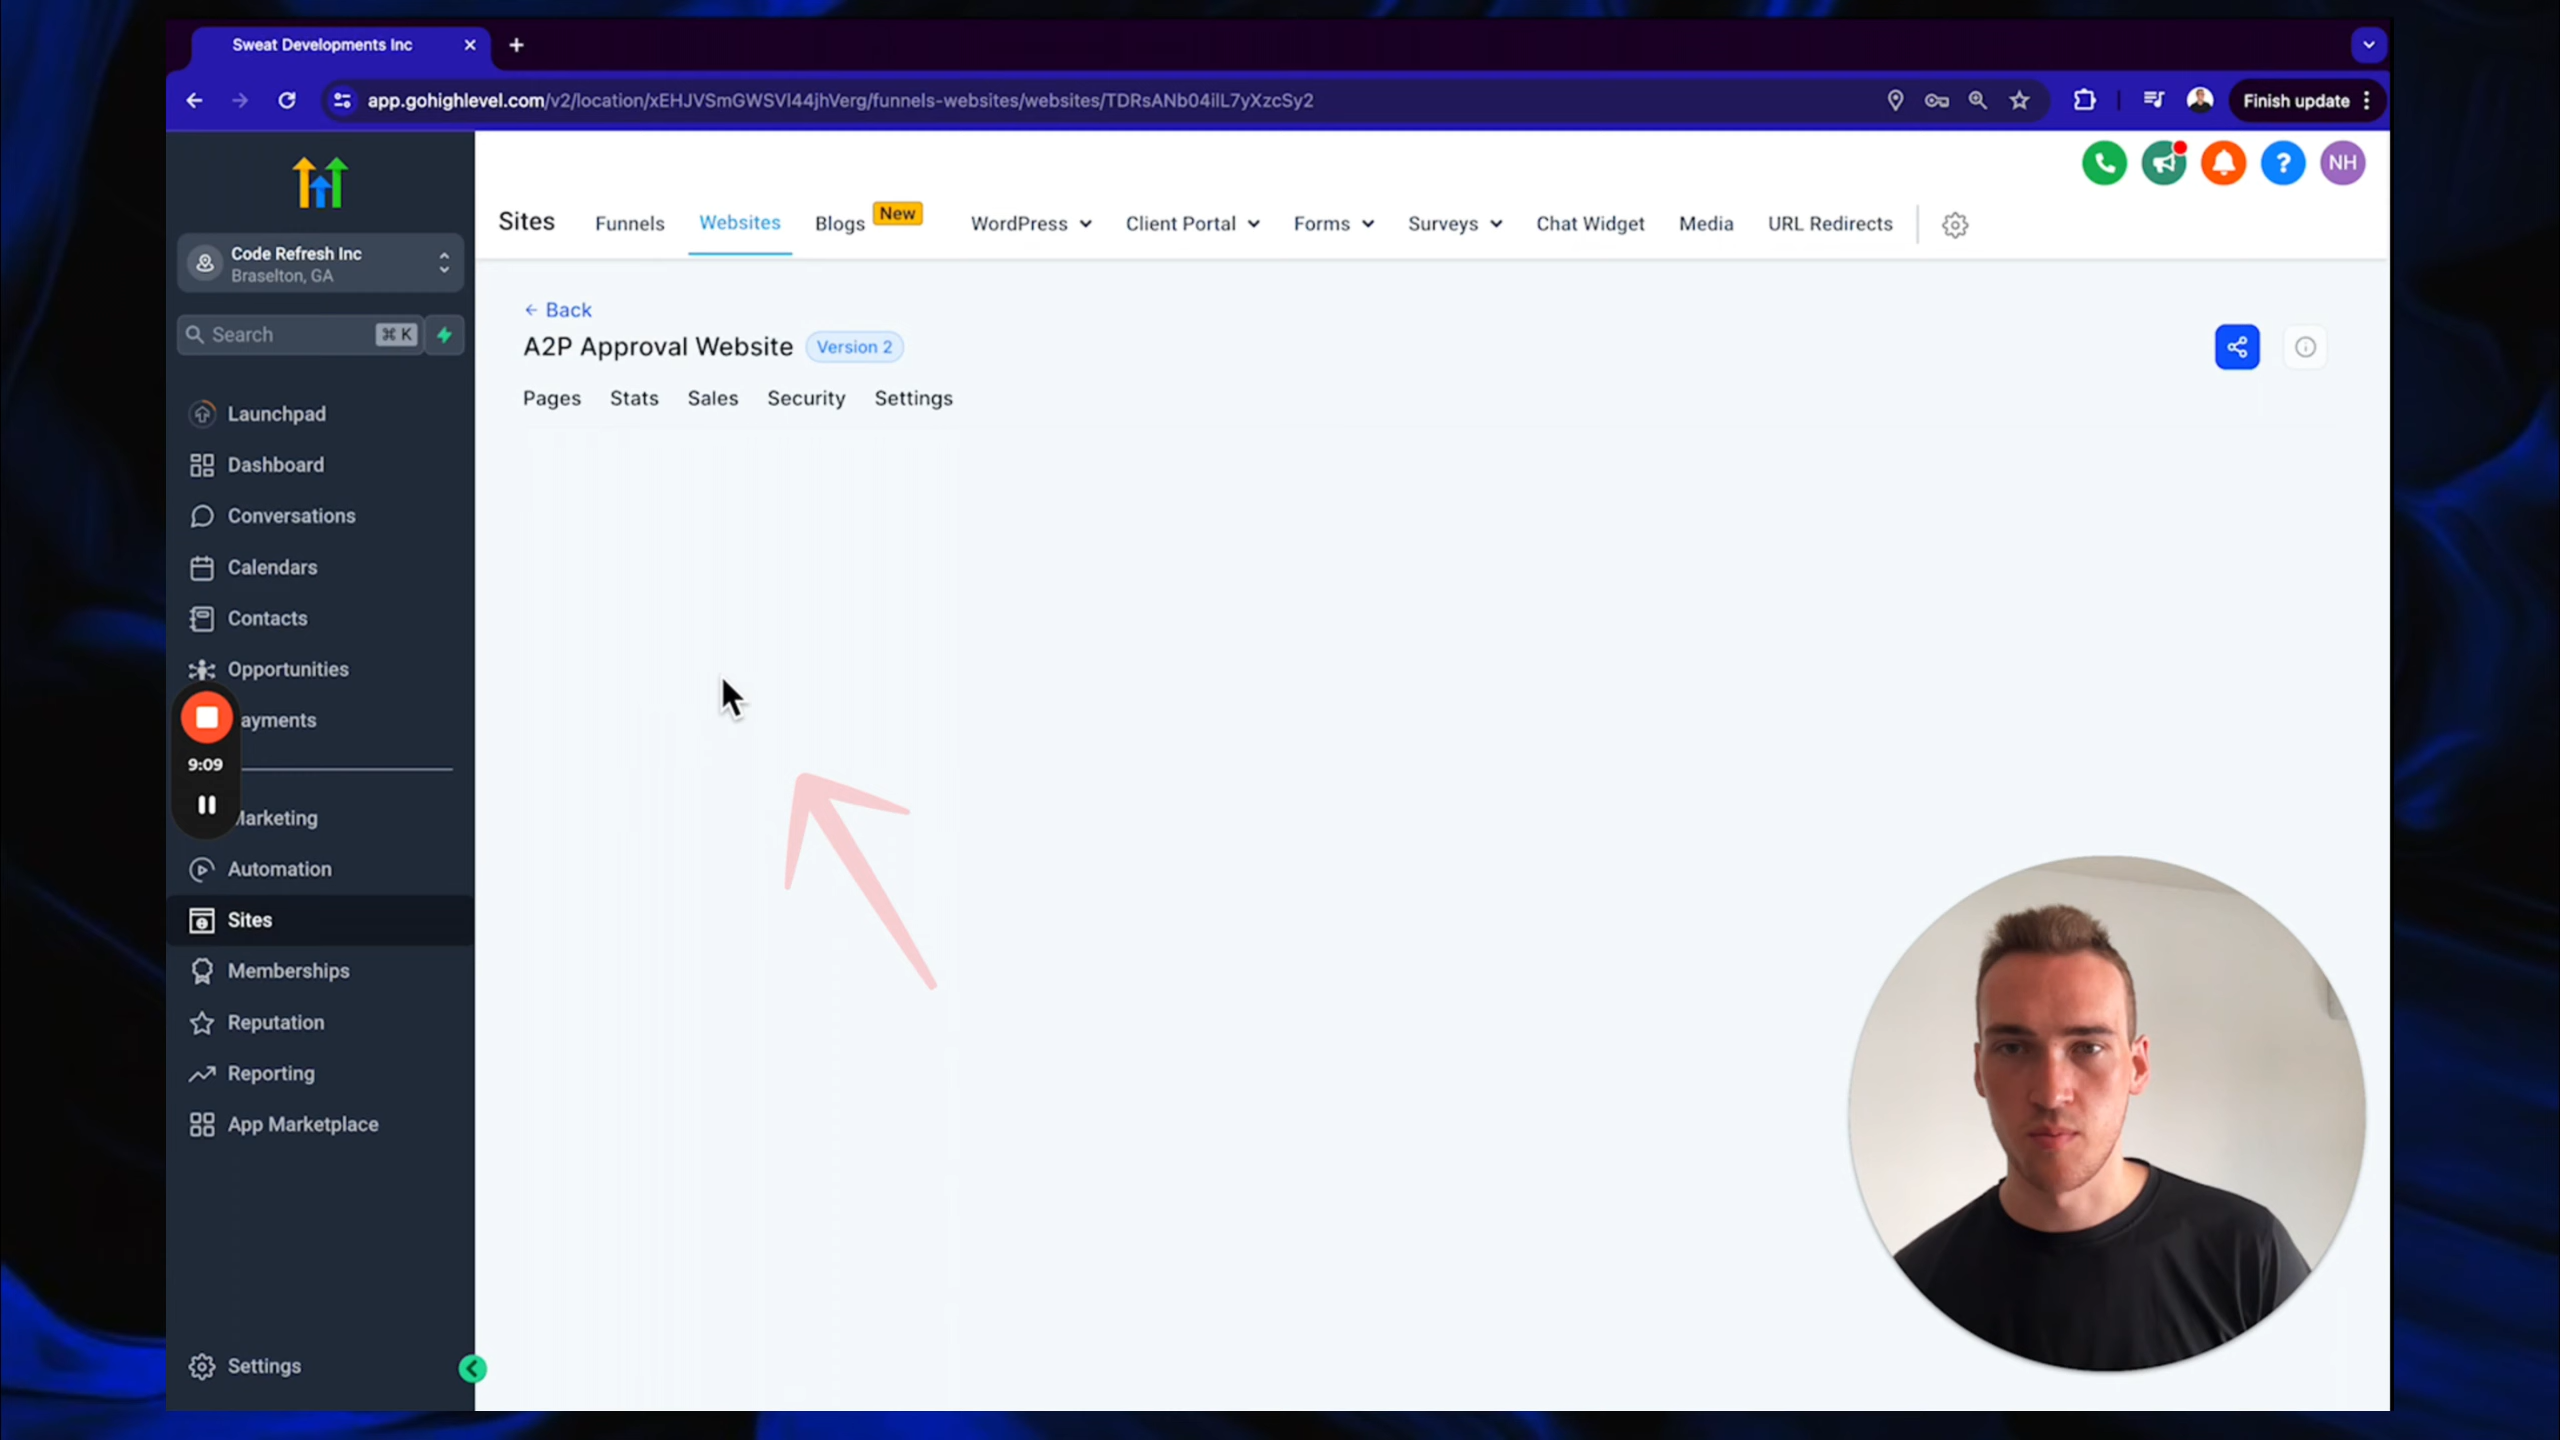 Sweat Developments Inc
app.gohighlevel.com/v2/location/xEHJVSmGWSVl44jhVerg/funnels-websites/websites/TDRsANb04ilL7yXzcSy2
Finish update
NH
Sites Funnels Websites Blogs New WordPress Client Portal Forms Surveys Chat Widget Media URL Redirects
Code Refresh Inc
Braselton, GA
Search ⌘ K
← Back
A2P Approval Website Version 2
Pages Stats Sales Security Settings
Launchpad
Dashboard
Conversations
Calendars
Contacts
Opportunities
ayments
9:09
Marketing
Automation
Sites
Memberships
Reputation
Reporting
App Marketplace
Settings